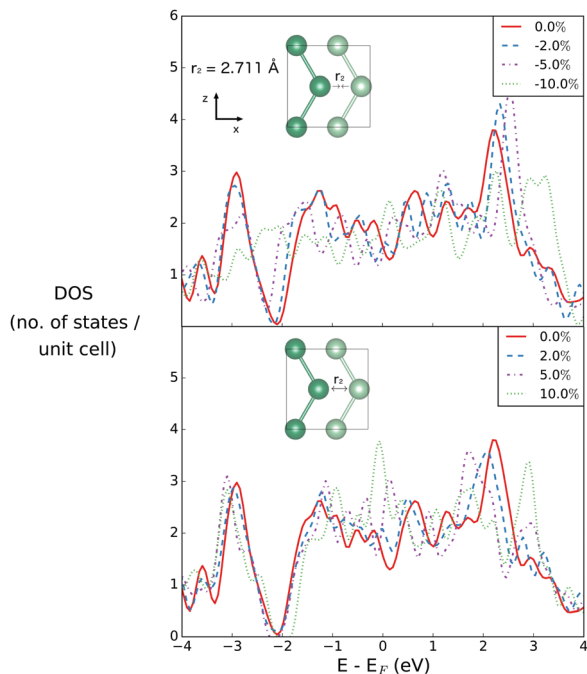 6
5
4
3
2
1
r₂ = 2.711 Å
z
x
r₂
0.0%
-2.0%
-5.0%
-10.0%
DOS
(no. of states /
unit cell)
5
4
3
2
1
0
r₂
0.0%
2.0%
5.0%
10.0%
−4 −3 −2 −1 0 1 2 3 4
E - E_F (eV)